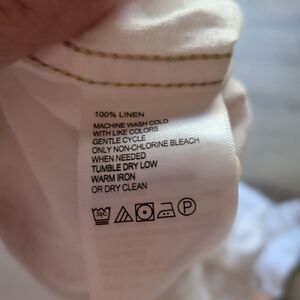 100% LINEN
MACHINE WASH COLD
WITH LIKE COLORS
GENTLE CYCLE
ONLY NON-CHLORINE BLEACH
WHEN NEEDED
TUMBLE DRY LOW
WARM IRON
OR DRY CLEAN
P